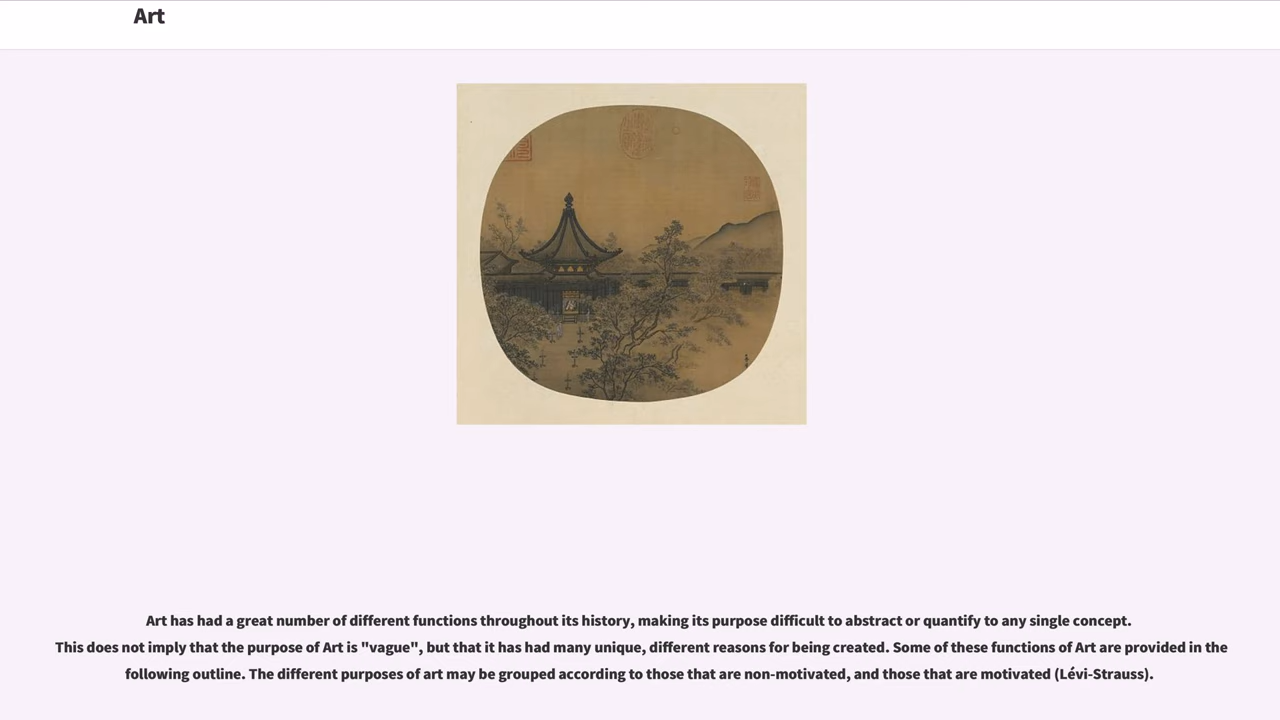 Art
Art has had a great number of different functions throughout its history, making its purpose difficult to abstract or quantify to any single concept.
This does not imply that the purpose of Art is "vague", but that it has had many unique, different reasons for being created. Some of these functions of Art are provided in the
following outline. The different purposes of art may be grouped according to those that are non-motivated, and those that are motivated (Lévi-Strauss).